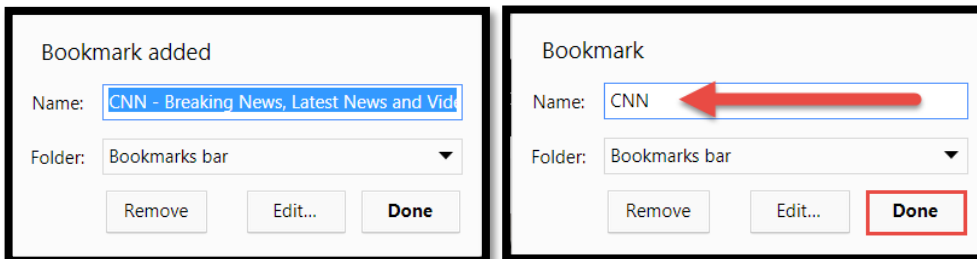 Bookmark added
Name: CNN - Breaking News, Latest News and Vide
Folder: Bookmarks bar
Remove Edit... Done
Bookmark
Name: CNN
Folder: Bookmarks bar
Remove Edit... Done